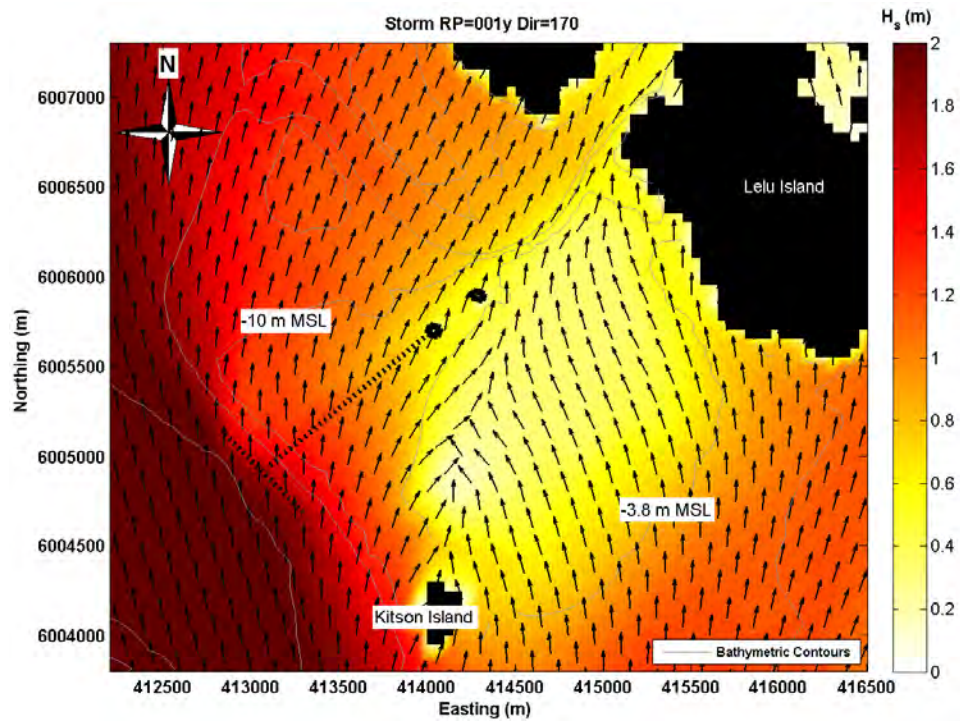 Storm RP=001y Dir=170
H_s (m)
N
Lelu Island
-10 m MSL
-3.8 m MSL
Kitson Island
Bathymetric Contours
Northing (m)
6007000
6006500
6006000
6005500
6005000
6004500
6004000
412500 413000 413500 414000 414500 415000 415500 416000 416500
Easting (m)
2
1.8
1.6
1.4
1.2
1
0.8
0.6
0.4
0.2
0